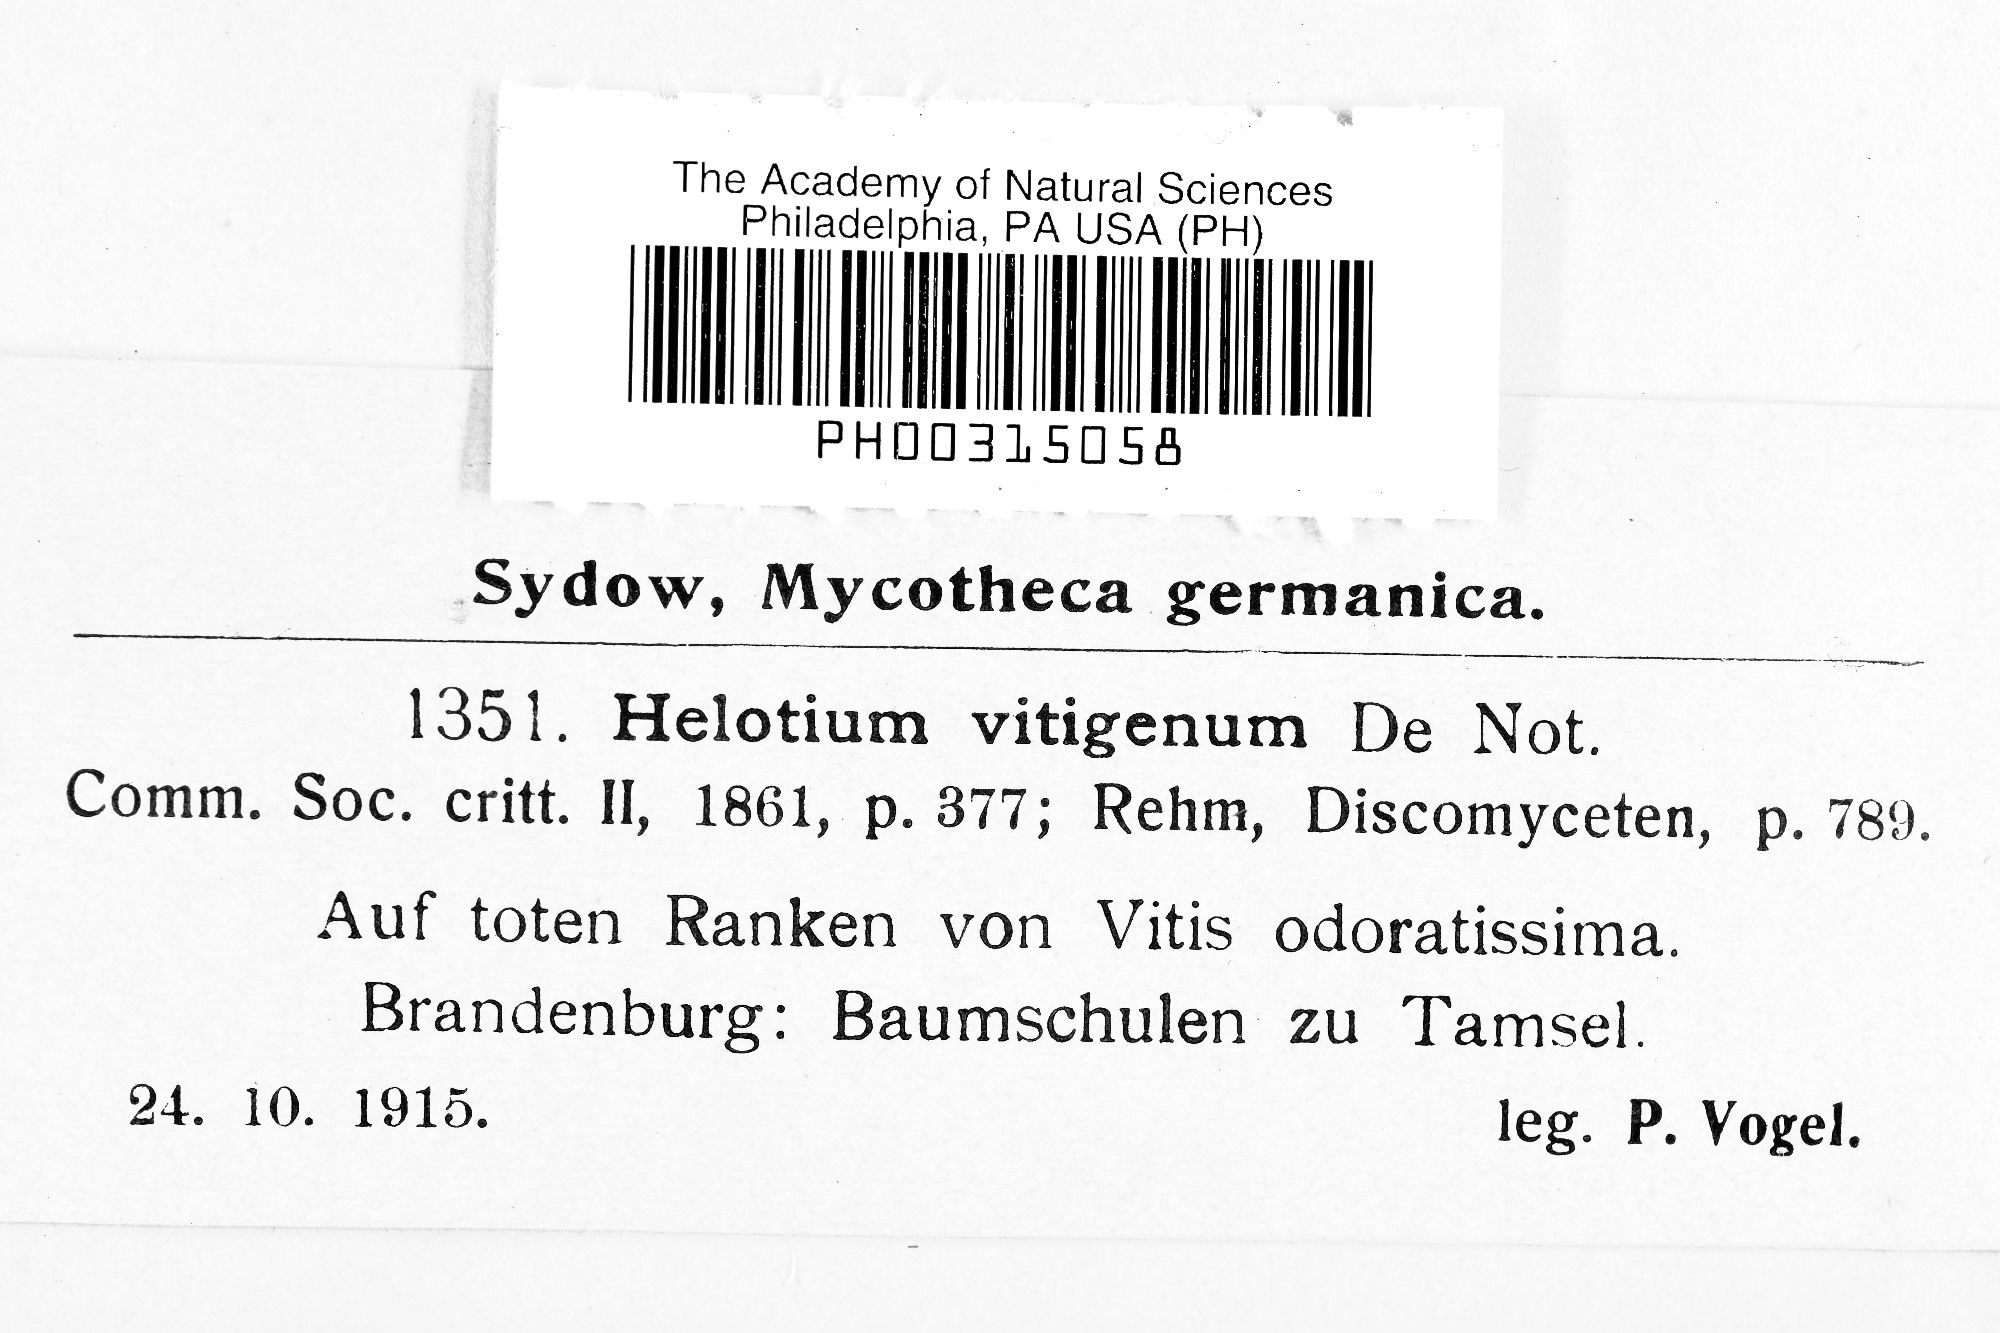 The Academy of Natural Sciences
Philadelphia, PA USA (PH)
PH00315058
Sydow, Mycotheca germanica.
1351. Helotium vitigenum De Not.
Comm. Soc. critt. II, 1861, p. 377; Rehm, Discomyceten, p. 789.
Auf toten Ranken von Vitis odoratissima.
Brandenburg: Baumschulen zu Tamsel.
24. 10. 1915. leg. P. Vogel.